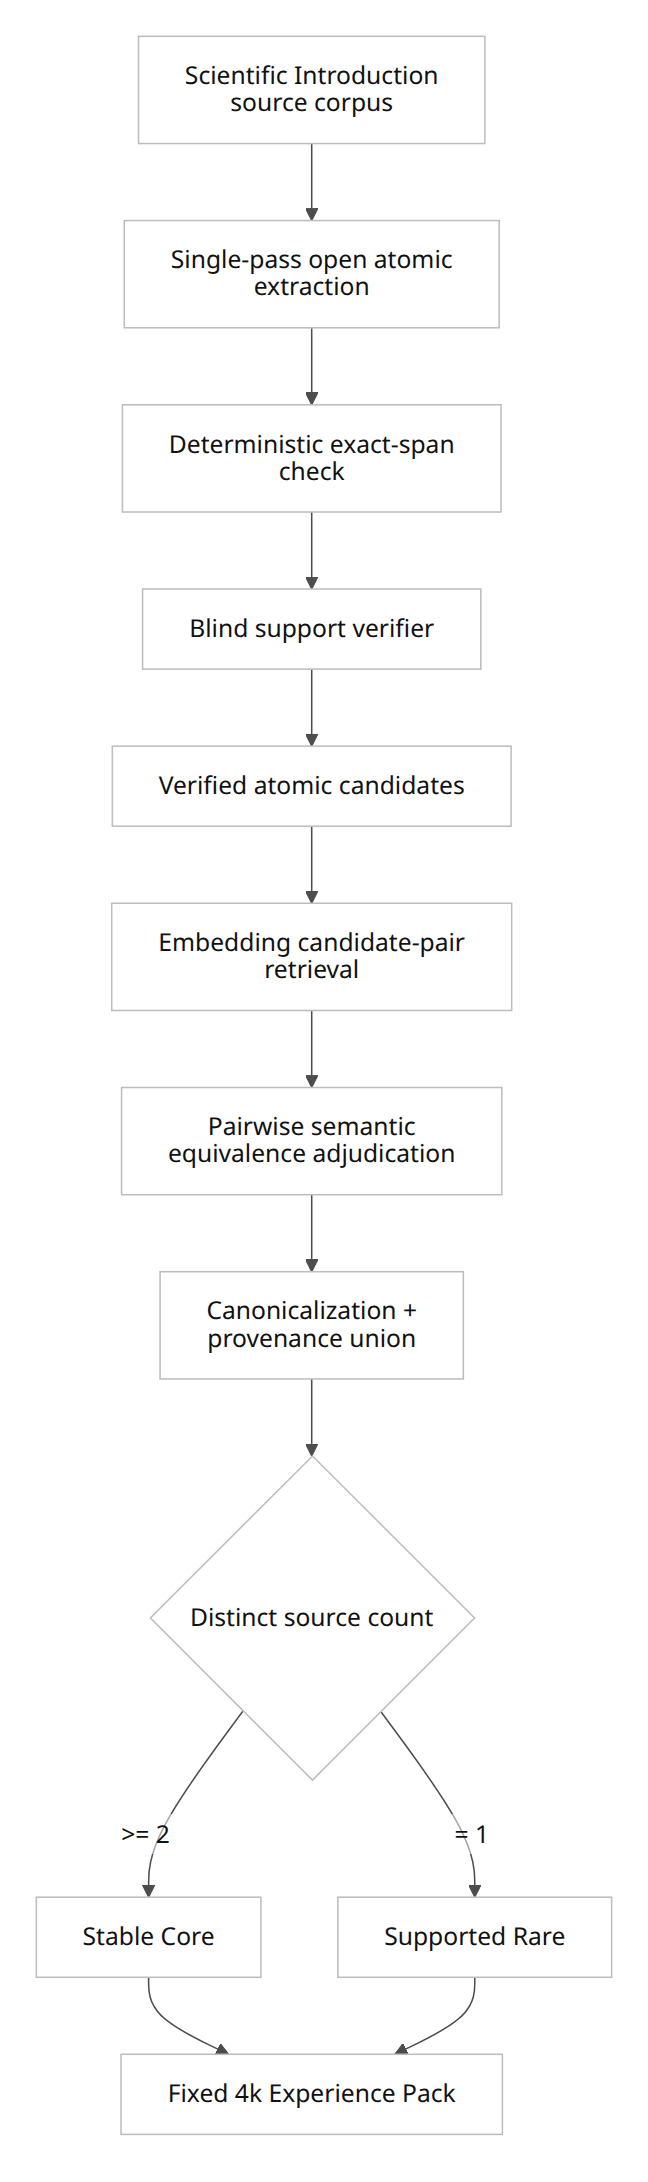 Scientific Introduction
source corpus
Single-pass open atomic
extraction
Deterministic exact-span
check
Blind support verifier
Verified atomic candidates
Embedding candidate-pair
retrieval
Pairwise semantic
equivalence adjudication
Canonicalization +
provenance union
Distinct source count
>= 2
= 1
Stable Core
Supported Rare
Fixed 4k Experience Pack